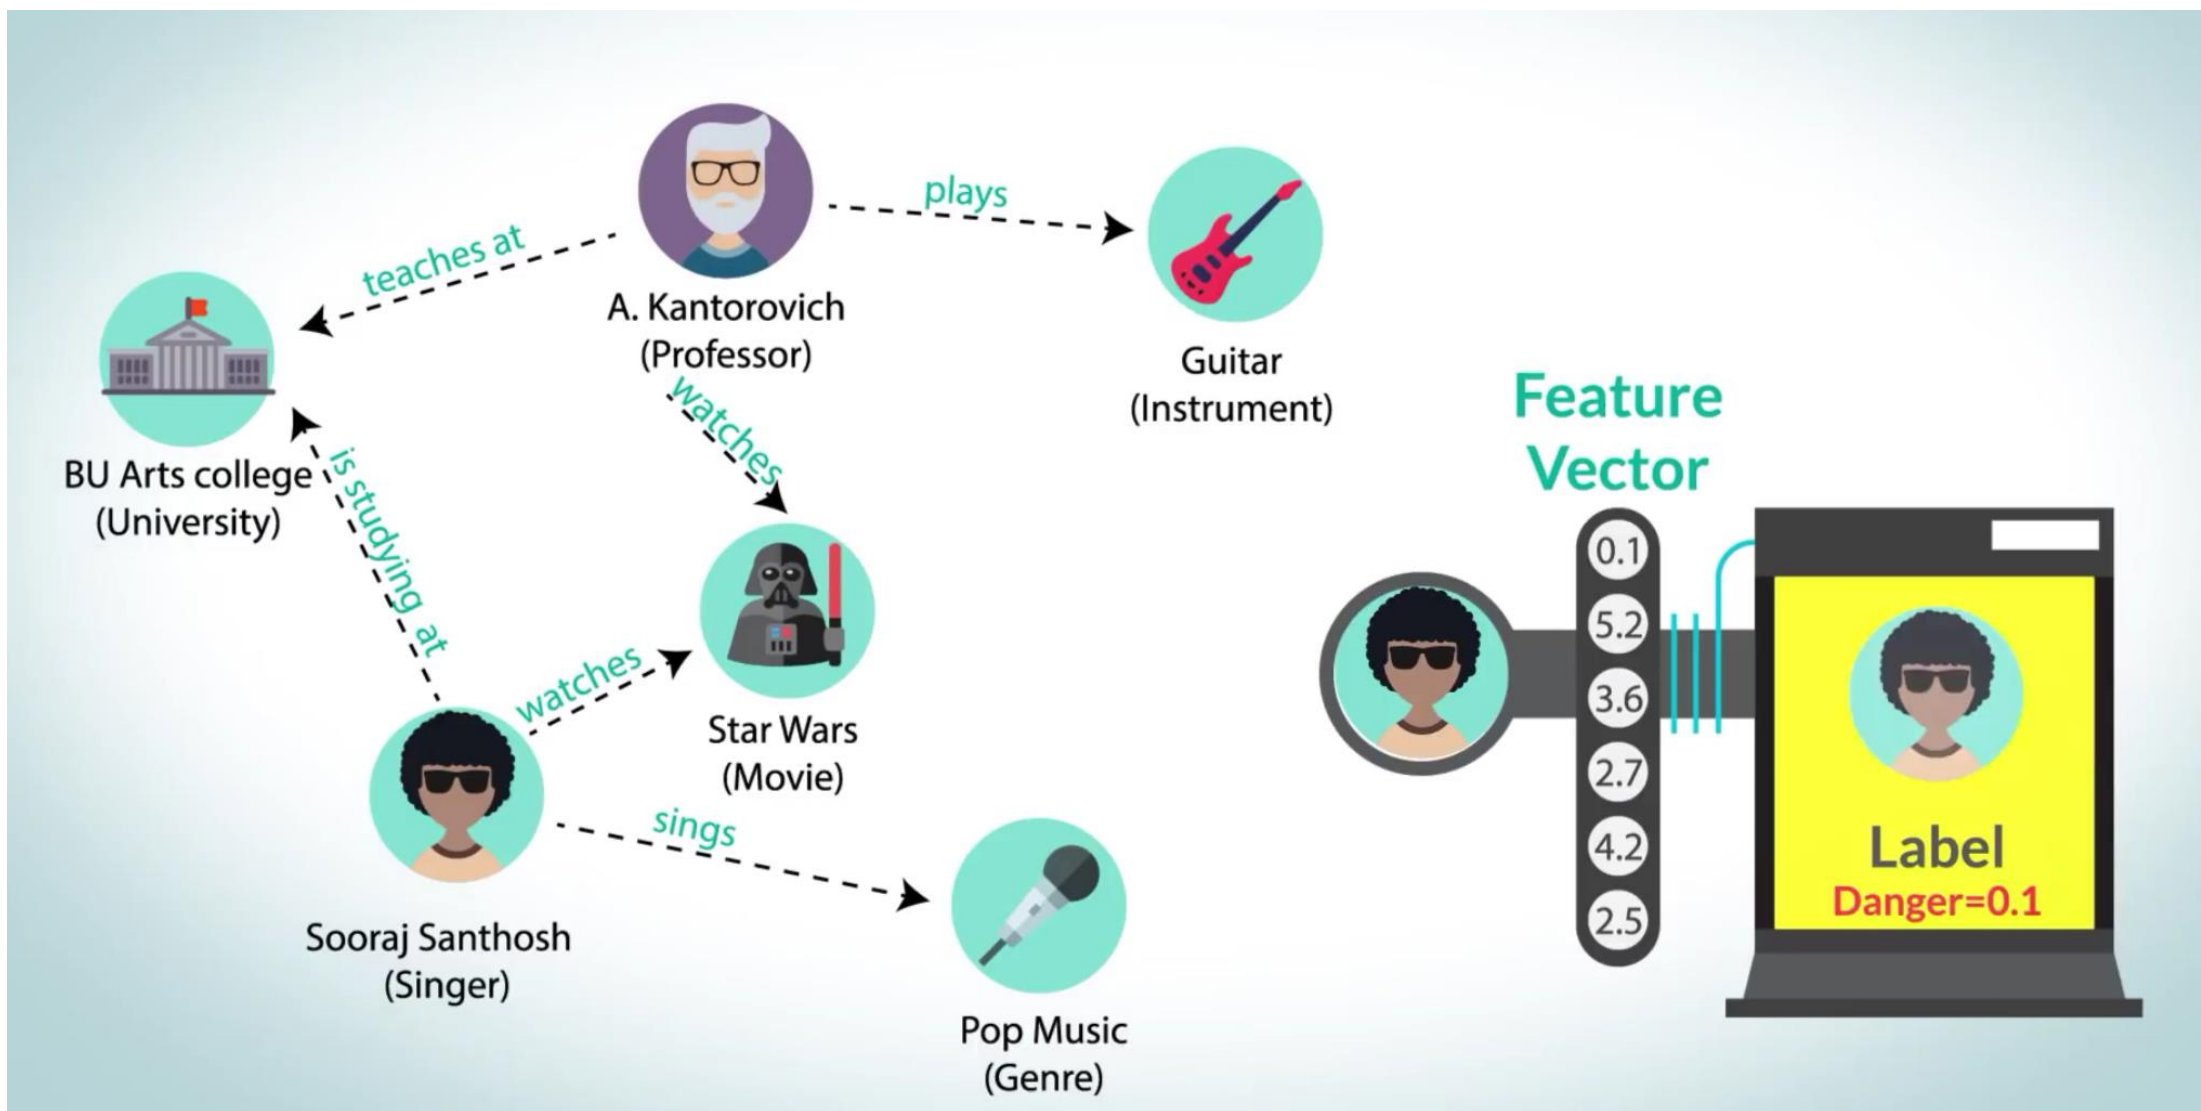 plays
teaches at
A. Kantorovich
(Professor)
Guitar
(Instrument)
watches
BU Arts college
(University)
is studying at
watches
Star Wars
(Movie)
sings
Sooraj Santhosh
(Singer)
Pop Music
(Genre)
Feature
Vector
0.1
5.2
3.6
2.7
4.2
2.5
Label
Danger=0.1